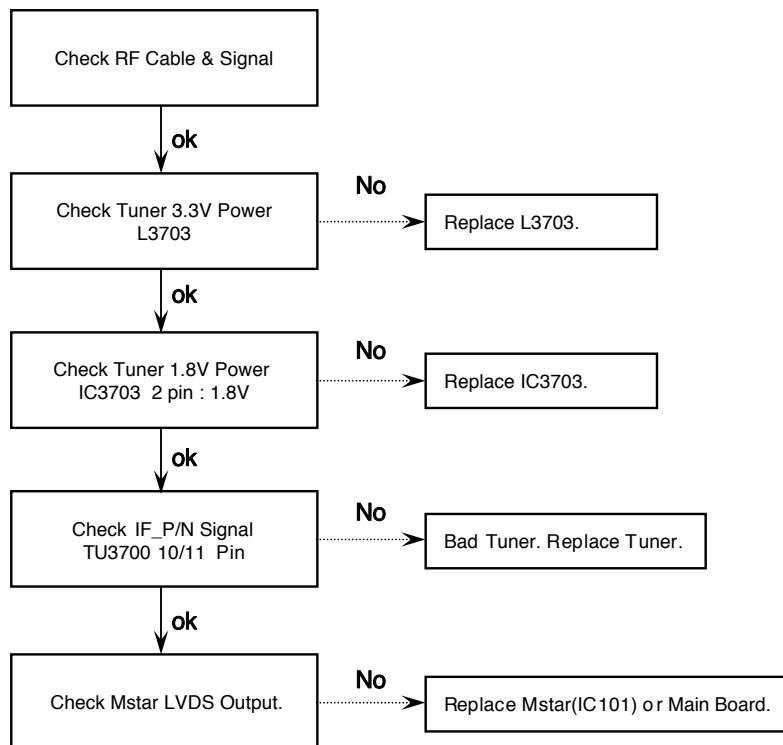 Check RF Cable & Signal
ok
Check Tuner 3.3V Power
L3703
No
Replace L3703.
ok
Check Tuner 1.8V Power
IC3703 2 pin : 1.8V
No
Replace IC3703.
ok
Check IF_P/N Signal
TU3700 10/11 Pin
No
Bad Tuner. Replace Tuner.
ok
Check Mstar LVDS Output.
No
Replace Mstar(IC101) or Main Board.